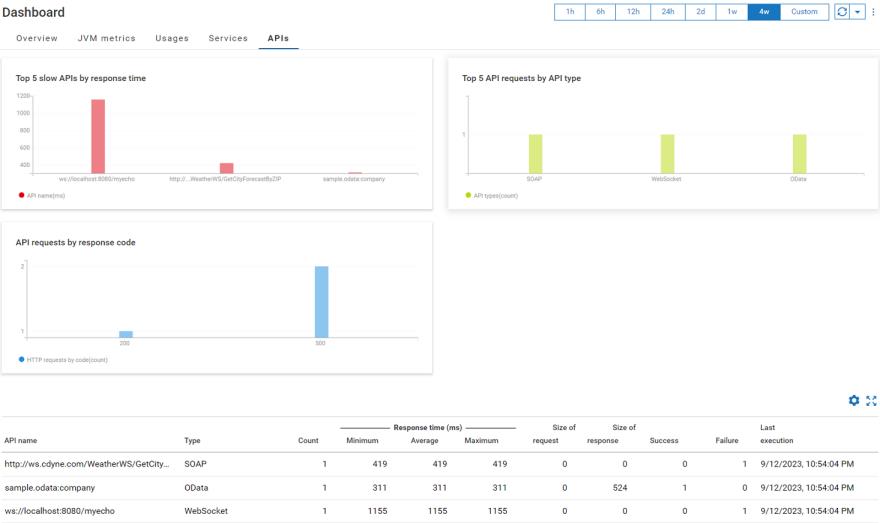 Dashboard
1h 6h 12h 24h 2d 1w 4w Custom
Overview JVM metrics Usages Services APIs
Top 5 slow APIs by response time
1200
1000
800
600
400
ws://localhost:8080/myecho http://...WeatherWS/GetCityForecastByZIP sample.odata:company
API name(ms)
Top 5 API requests by API type
1
SOAP WebSocket OData
API types(count)
API requests by response code
2
1
200 500
HTTP requests by code(count)
Response time (ms) Size of Size of Last
API name Type Count Minimum Average Maximum request response Success Failure execution
http://ws.cdyne.com/WeatherWS/GetCity... SOAP 1 419 419 419 0 0 0 1 9/12/2023, 10:54:04 PM
sample.odata:company OData 1 311 311 311 0 524 1 0 9/12/2023, 10:54:04 PM
ws://localhost:8080/myecho WebSocket 1 1155 1155 1155 0 0 0 1 9/12/2023, 10:54:04 PM